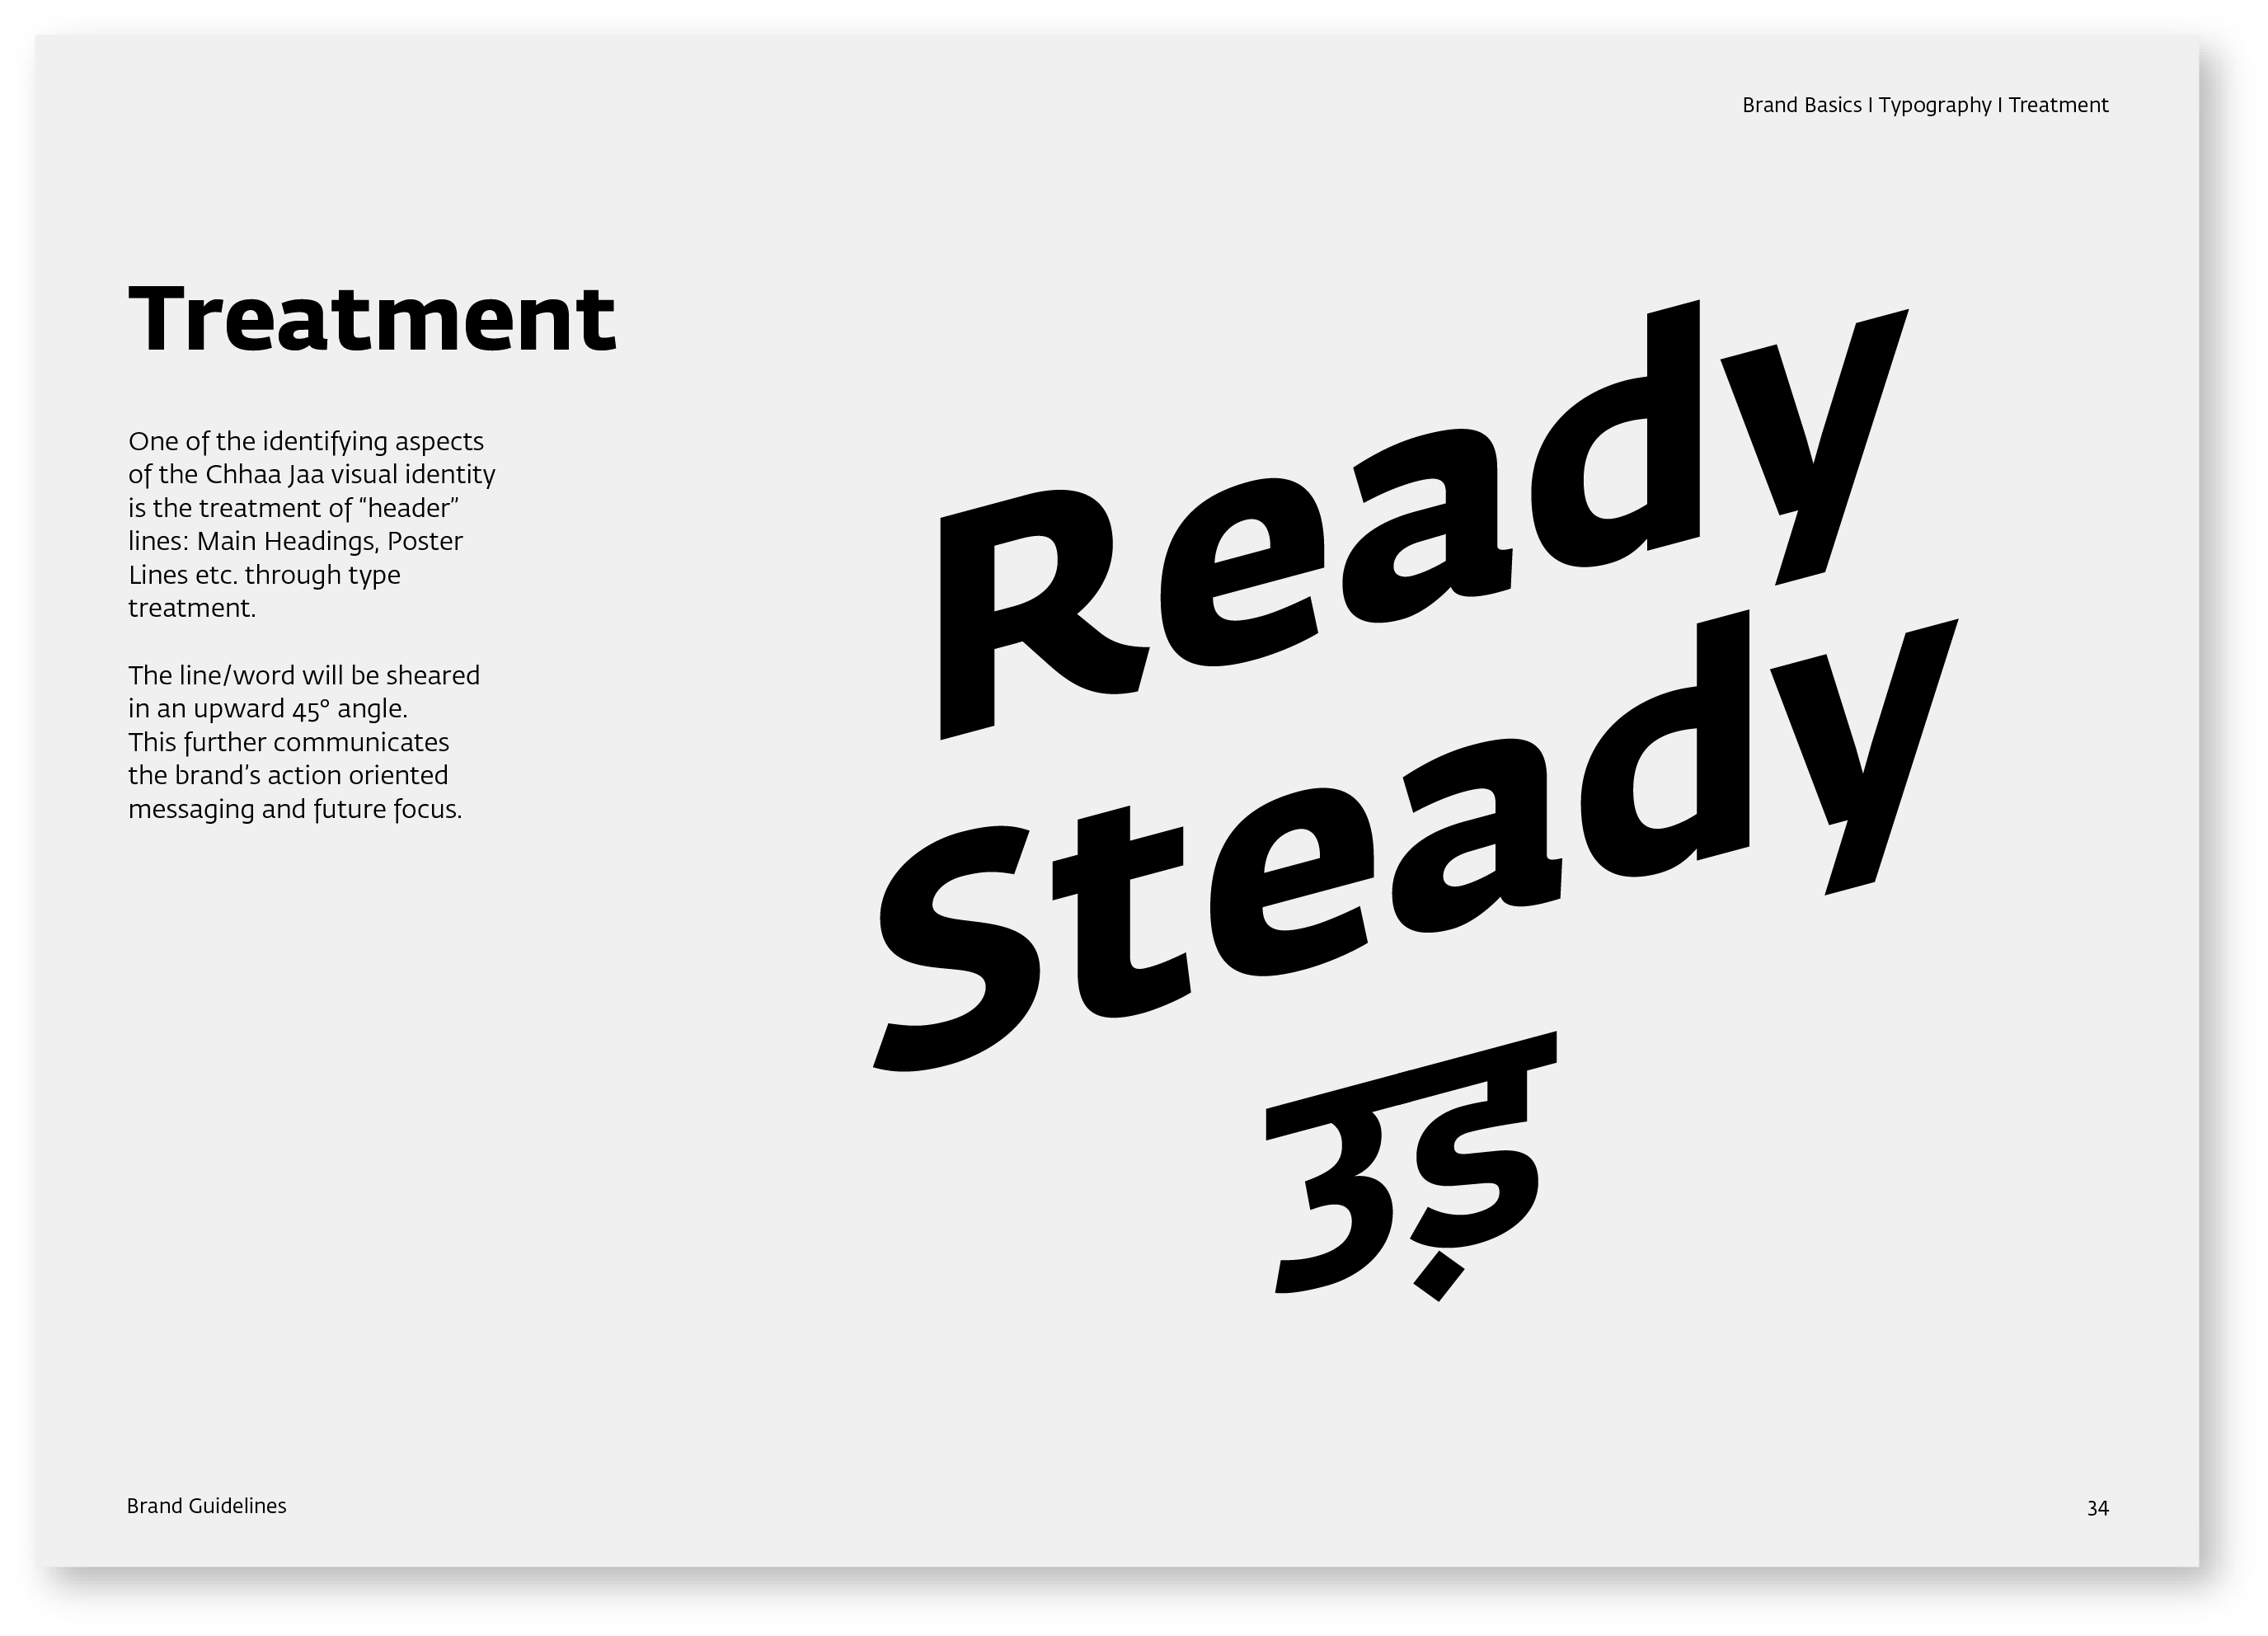 Brand Basics I Typography I Treatment
Treatment
One of the identifying aspects
of the Chhaa Jaa visual identity
is the treatment of “header”
lines: Main Headings, Poster
Lines etc. through type
treatment.
The line/word will be sheared
in an upward 45° angle.
This further communicates
the brand’s action oriented
messaging and future focus.
Ready
Steady
उड़
Brand Guidelines
34